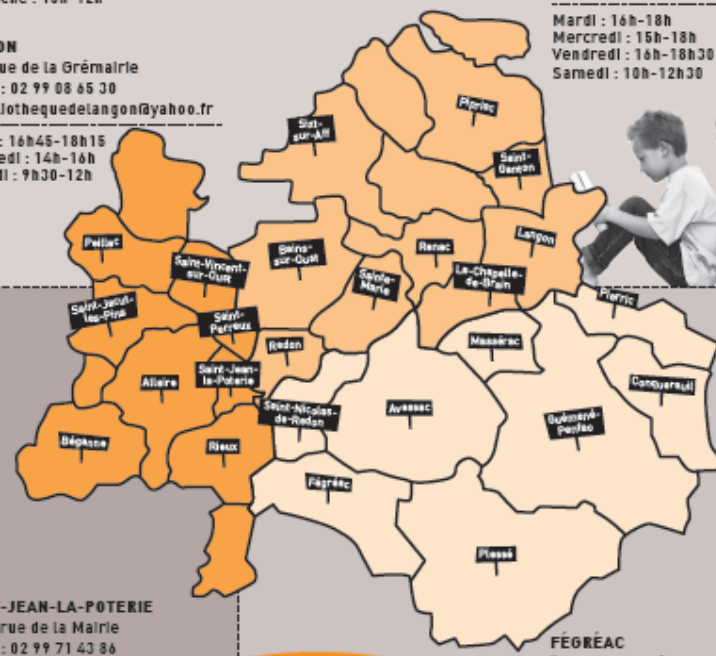 : 10h-12h
Mardi : 16h-18h
Mercredi : 15h-18h
Vendredi : 16h-18h30
Samedi : 10h-12h30
ON
ue de la Grémairie
: 02 99 08 65 30
liothequedelangon@yahoo.fr
: 16h45-18h15
edi : 14h-16h
di : 9h30-12h
Pipriac
Sixt-
sur-Aff
Saint-
Ganton
Peillac
Saint-Vincent-
sur-Oust
Bains-
sur-Oust
Renac
Langon
Sainte-
Marie
La-Chapelle-
de-Brain
Pierric
Saint-Jacut-
les-Pins
Saint-
Perreux
Redon
Massérac
Allaire
Saint-Jean-
la-Poterie
Conquereuil
Saint-Nicolas-
de-Redon
Avessac
Guémené-
Penfao
Béganne
Rieux
Fégréac
Plessé
-JEAN-LA-POTERIE
rue de la Mairie
: 02 99 71 43 86
FÉGRÉAC